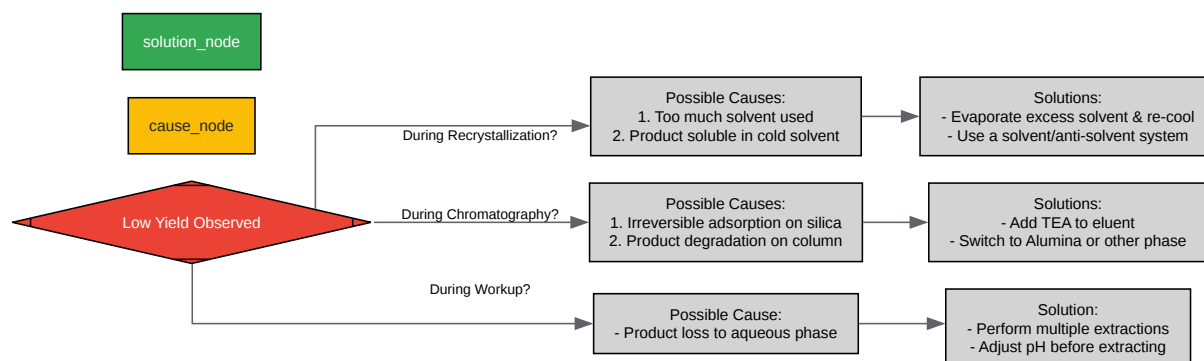 solution_node
cause_node
Low Yield Observed
During Recrystallization?
Possible Causes:
1. Too much solvent used
2. Product soluble in cold solvent
Solutions:
- Evaporate excess solvent & re-cool
- Use a solvent/anti-solvent system
During Chromatography?
Possible Causes:
1. Irreversible adsorption on silica
2. Product degradation on column
Solutions:
- Add TEA to eluent
- Switch to Alumina or other phase
During Workup?
Possible Cause:
- Product loss to aqueous phase
Solution:
- Perform multiple extractions
- Adjust pH before extracting